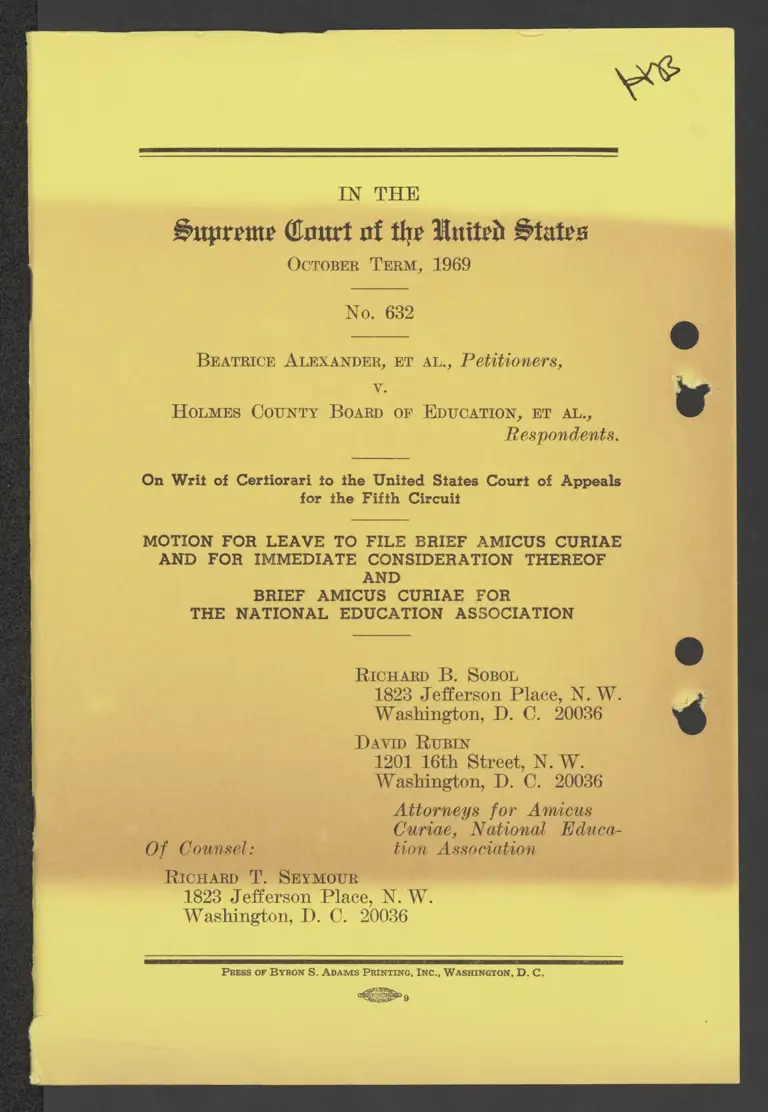 IN THE
Supreme Court of the United States
OCTOBER TERM, 1969
No. 632
BEATRICE ALEXANDER, ET AL., Petitioners,
v.
HOLMES COUNTY BOARD OF EDUCATION, ET AL.,
Respondents.
On Writ of Certiorari to the United States Court of Appeals
for the Fifth Circuit
MOTION FOR LEAVE TO FILE BRIEF AMICUS CURIAE
AND FOR IMMEDIATE CONSIDERATION THEREOF
AND
BRIEF AMICUS CURIAE FOR
THE NATIONAL EDUCATION ASSOCIATION
RICHARD B. SOBOL
1823 Jefferson Place, N. W.
Washington, D. C. 20036
DAVID RUBIN
1201 16th Street, N. W.
Washington, D. C. 20036
Attorneys for Amicus
Curiae, National Educa-
tion Association
Of Counsel:
RICHARD T. SEYMOUR
1823 Jefferson Place, N. W.
Washington, D. C. 20036
PRESS OF BYRON S. ADAMS PRINTING, INC., WASHINGTON, D. C.
9